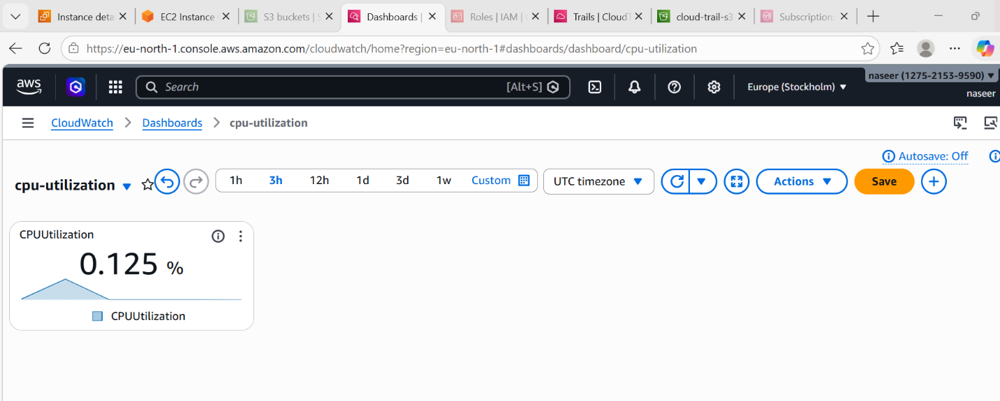 Instance deta
EC2 Instance
S3 buckets | S
Dashboards |
Roles | IAM |
Trails | CloudT
cloud-trail-s3
Subscription
https://eu-north-1.console.aws.amazon.com/cloudwatch/home?region=eu-north-1#dashboards/dashboard/cpu-utilization
aws
Search
[Alt+S]
Europe (Stockholm)
naseer (1275-2153-9590)
naseer
CloudWatch
Dashboards
cpu-utilization
Autosave: Off
cpu-utilization
1h
3h
12h
1d
3d
1w
Custom
UTC timezone
Actions
Save
CPUUtilization
0.125 %
CPUUtilization